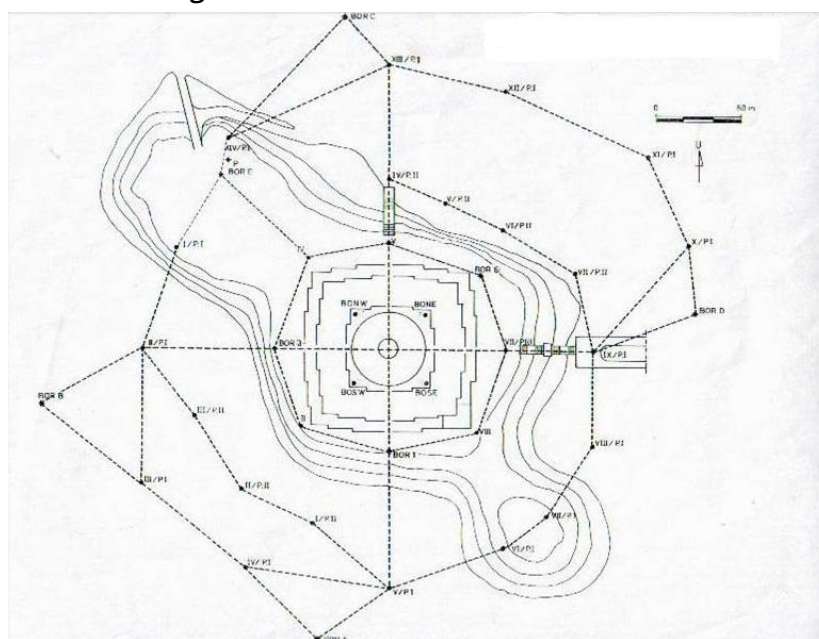 BOR C
XIII/P.I
XII/P.I
0 50 m
XIV/P.I
P
BOR C
XI/P.I
U
IV/P.II
V/P.II
VI/P.II
I/P.I
V
X/P.I
BOR 6
VII/P.II
BOR D
BONW BONE
II/P.I
BOR 3
VII/P.III
IX/P.I
BOSW BOSE
BOR B
III/P.II
II
VIII
BOR 1
VIII/P.I
III/P.I
II/P.II
I/P.II
VII/P.I
VI/P.I
IV/P.I
V/P.I